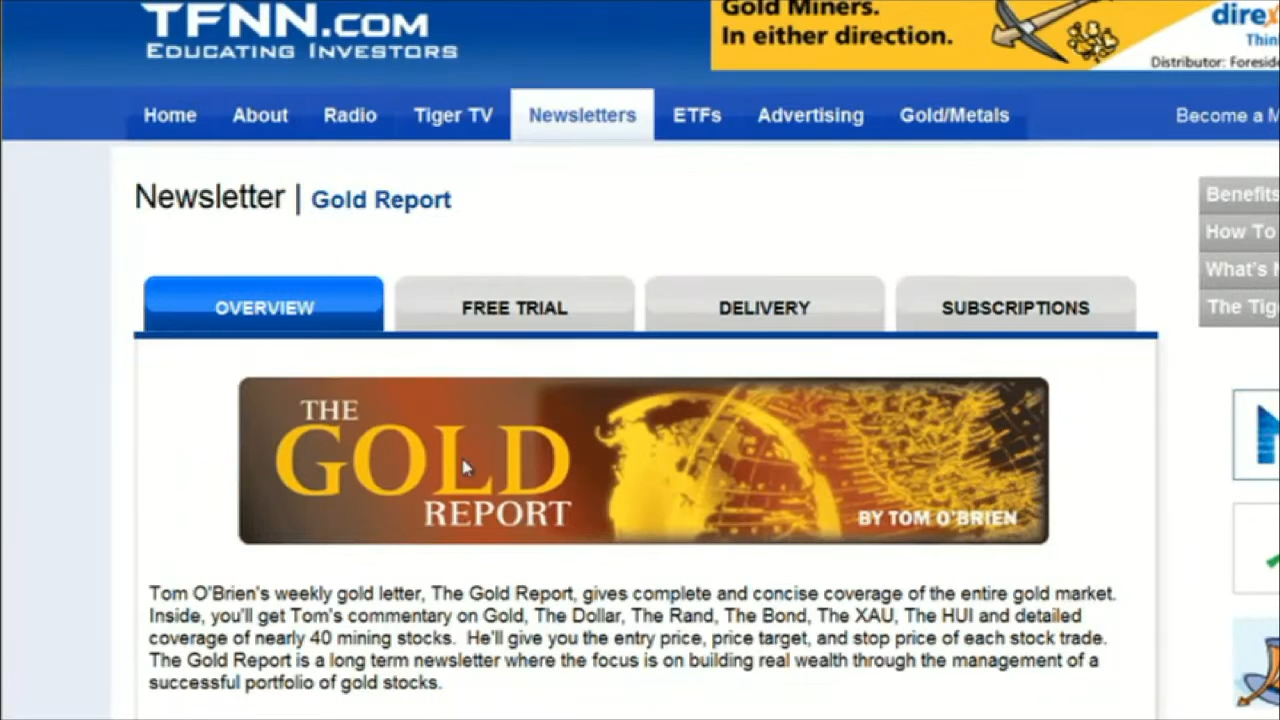 TFNN.COM
EDUCATING INVESTORS
Gold Miners.
In either direction.
Distributor:
Home About Radio Tiger TV Newsletters ETFs Advertising Gold/Metals Become a
Newsletter | Gold Report
Benefits
How To
What's
The
OVERVIEW FREE TRIAL DELIVERY SUBSCRIPTIONS
THE
GOLD
REPORT
BY TOM O'BRIEN
Tom O'Brien's weekly gold letter, The Gold Report, gives complete and concise coverage of the entire gold market.
Inside, you'll get Tom's commentary on Gold, The Dollar, The Rand, The Bond, The XAU, The HUI and detailed
coverage of nearly 40 mining stocks. He'll give you the entry price, price target, and stop price of each stock trade.
The Gold Report is a long term newsletter where the focus is on building real wealth through the management of a
successful portfolio of gold stocks.